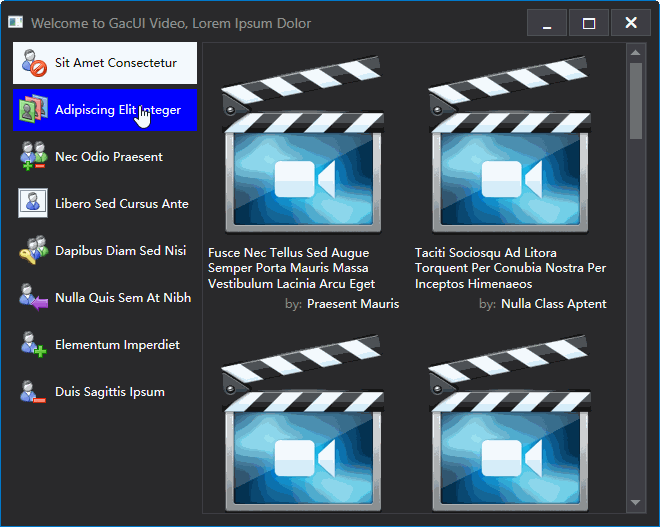 Welcome to GacUI Video, Lorem Ipsum Dolor
Sit Amet Consectetur
Adipiscing Elit Integer
Nec Odio Praesent
Libero Sed Cursus Ante
Dapibus Diam Sed Nisi
Nulla Quis Sem At Nibh
Elementum Imperdiet
Duis Sagittis Ipsum
Fusce Nec Tellus Sed Augue
Semper Porta Mauris Massa
Vestibulum Lacinia Arcu Eget
by: Praesent Mauris
Taciti Sociosqu Ad Litora
Torquent Per Conubia Nostra Per
Inceptos Himenaeos
by: Nulla Class Aptent